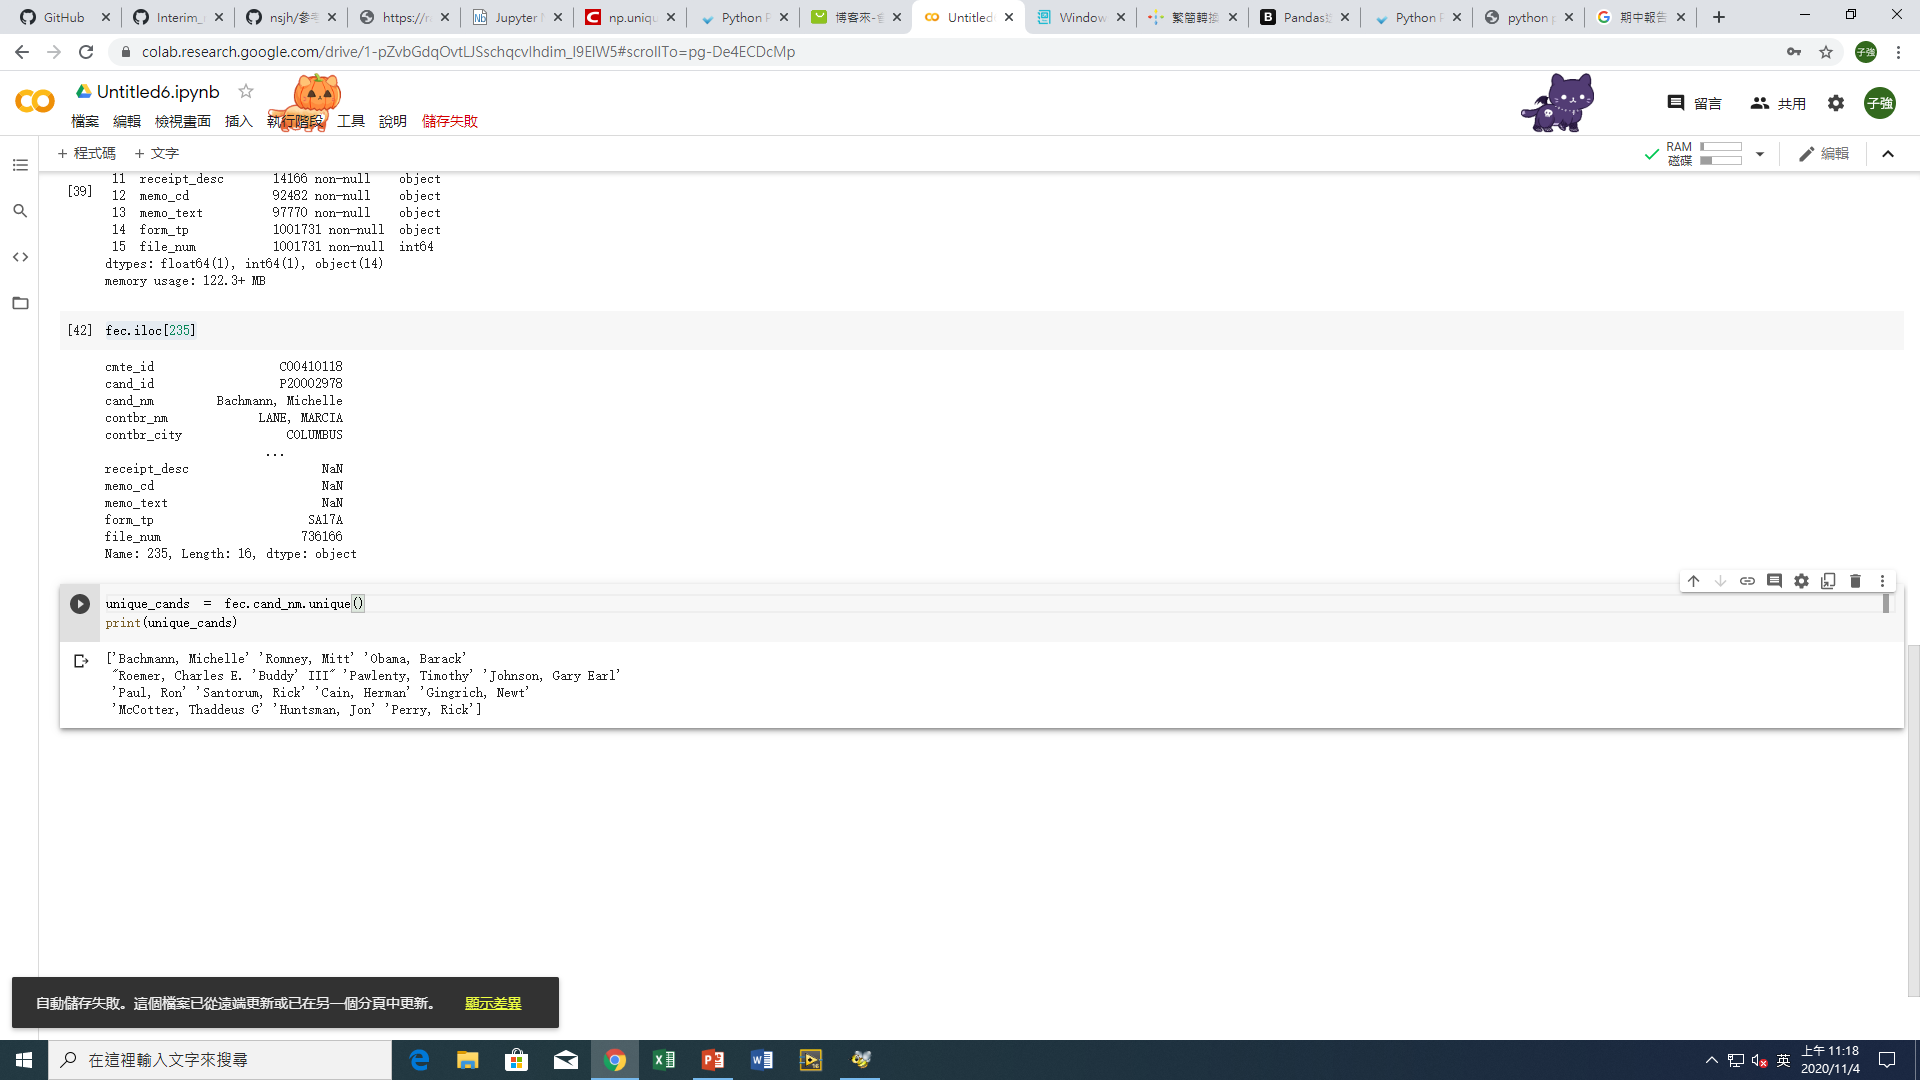 GitHub
Interim_
nsjh/參考
https://ra
Jupyter
np.uniqu
Python P
博客來-
Untitled
Window
繁簡轉換
Pandas
Python P
python p
期中報告
colab.research.google.com/drive/1-pZvbGdqOvtLJSschqcvlhdim_I9ElW5#scrollTo=pg-De4ECDcMp
子強
CO Untitled6.ipynb
檔案 編輯 檢視畫面 插入 執行階段 工具 說明 儲存失敗
留言 共用 子強
+ 程式碼 + 文字
RAM
磁碟
編輯
[39]
11 receipt_desc 14166 non-null object
12 memo_cd 92482 non-null object
13 memo_text 97770 non-null object
14 form_tp 1001731 non-null object
15 file_num 1001731 non-null int64
dtypes: float64(1), int64(1), object(14)
memory usage: 122.3+ MB
[42] fec.iloc[235]
cmte_id C00410118
cand_id P20002978
cand_nm Bachmann, Michelle
contbr_nm LANE, MARCIA
contbr_city COLUMBUS
...
receipt_desc NaN
memo_cd NaN
memo_text NaN
form_tp SA17A
file_num 736166
Name: 235, Length: 16, dtype: object
unique_cands = fec.cand_nm.unique()
print(unique_cands)
['Bachmann, Michelle' 'Romney, Mitt' 'Obama, Barack'
"Roemer, Charles E. 'Buddy' III" 'Pawlenty, Timothy' 'Johnson, Gary Earl'
'Paul, Ron' 'Santorum, Rick' 'Cain, Herman' 'Gingrich, Newt'
'McCotter, Thaddeus G' 'Huntsman, Jon' 'Perry, Rick']
自動儲存失敗。這個檔案已從遠端更新或已在另一個分頁中更新。 顯示差異
在這裡輸入文字來搜尋
英
上午 11:18
2020/11/4